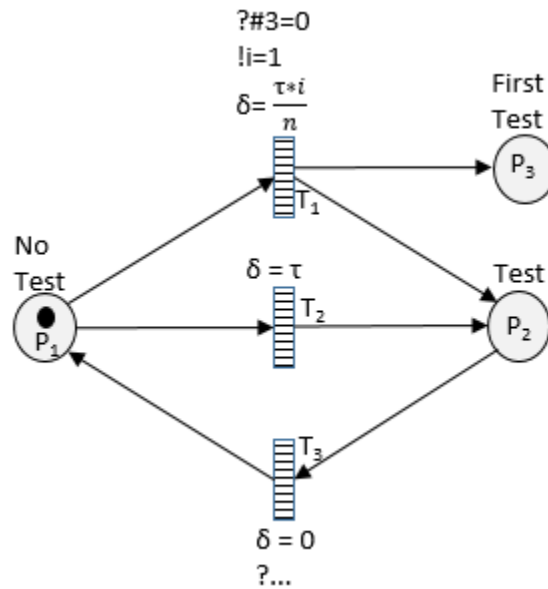 ?#3=0
!i=1
δ= τ*i/n
First
Test
P₃
T₁
No
Test
P₁
δ = τ
T₂
Test
P₂
T₃
δ = 0
?...